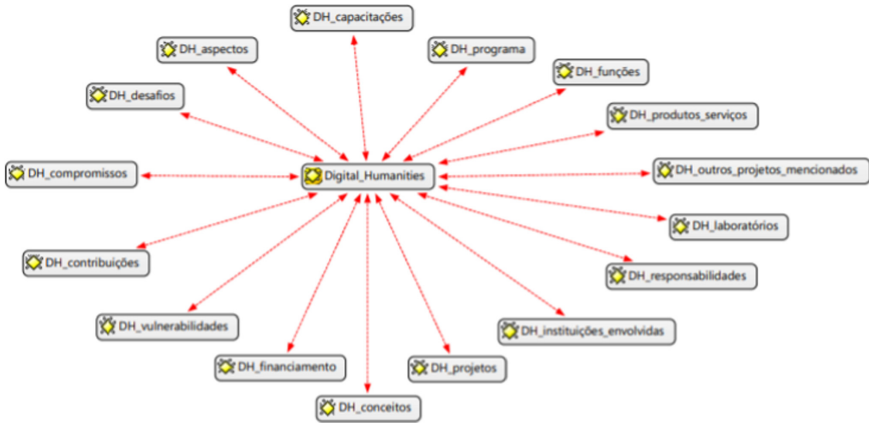 DH_capacitações
DH_aspectos
DH_programa
DH_funções
DH_desafios
DH_produtos_serviços
DH_compromissos
Digital_Humanities
DH_outros_projetos_mencionados
DH_laboratórios
DH_contribuições
DH_responsabilidades
DH_vulnerabilidades
DH_instituições_envolvidas
DH_financiamento
DH_projetos
DH_conceitos